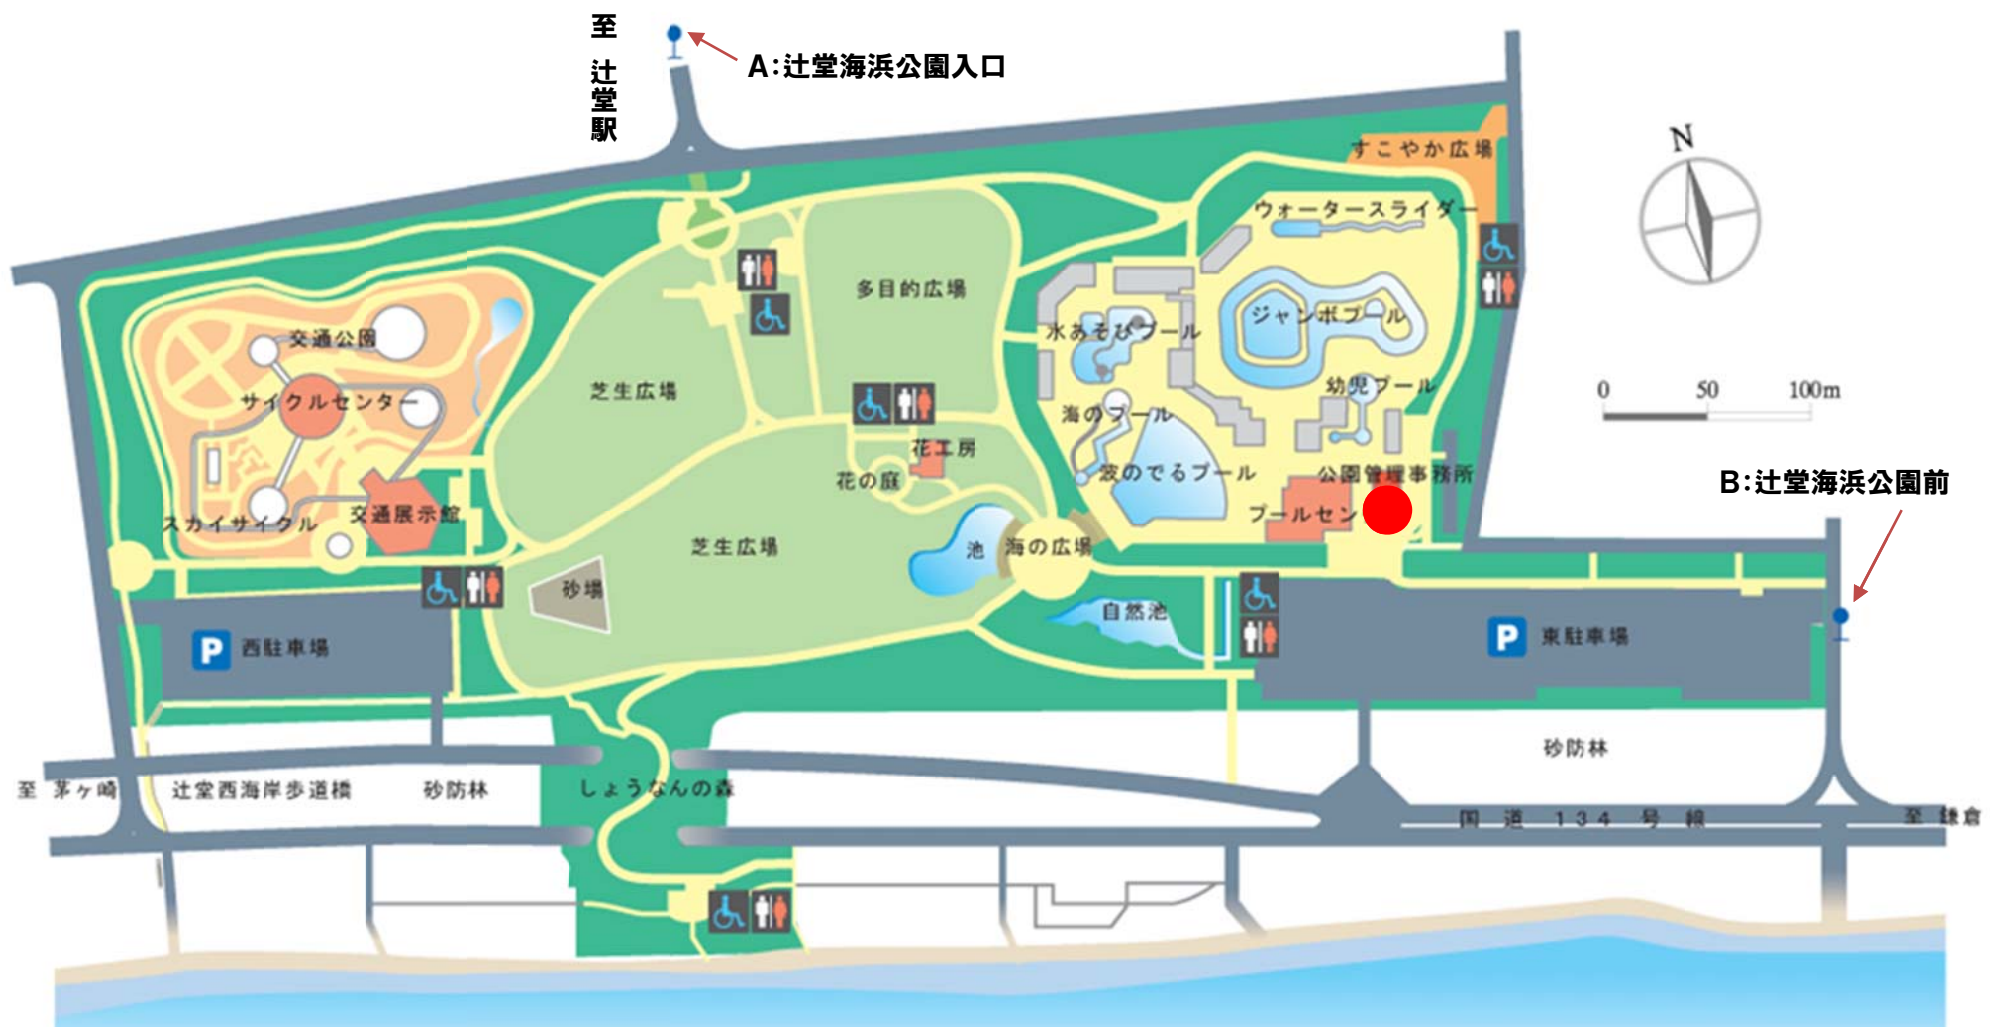 至 辻堂駅
A：辻堂海浜公園入口
N
すこやか広場
ウォータースライダー
多目的広場
ジャンボプール
水あそびプール
交通公園
芝生広場
幼児プール
0 50 100m
サイクルセンター
海のプール
花工房
花の庭
波のでるプール
公園管理事務所
B：辻堂海浜公園前
スカイサイクル
交通展示館
プールセン
芝生広場
池
海の広場
砂場
自然池
P 西駐車場
P 東駐車場
砂防林
至 茅ヶ崎
辻堂西海岸歩道橋
砂防林
しょうなんの森
国道134号線
至 鎌倉